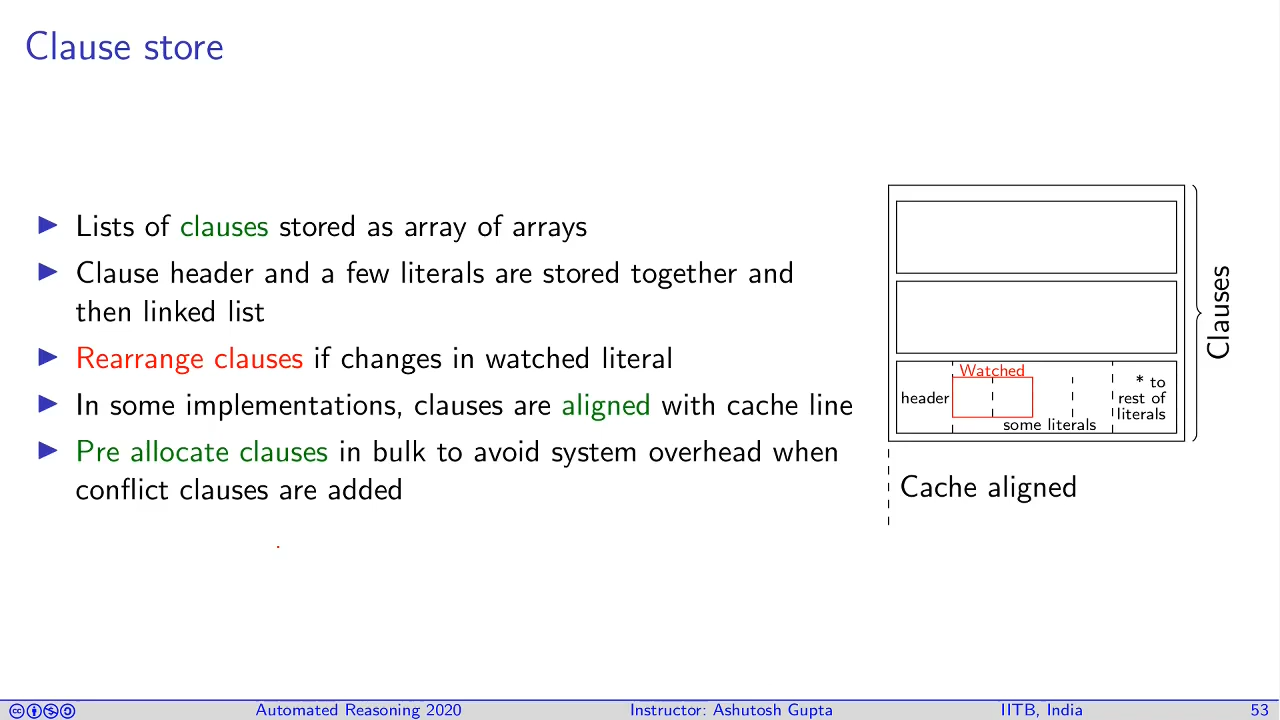 Clause store
Lists of clauses stored as array of arrays
Clause header and a few literals are stored together and
then linked list
Rearrange clauses if changes in watched literal
In some implementations, clauses are aligned with cache line
Pre allocate clauses in bulk to avoid system overhead when
conflict clauses are added
Watched
header
some literals
* to
rest of
literals
Clauses
Cache aligned
Automated Reasoning 2020
Instructor: Ashutosh Gupta
IITB, India
53